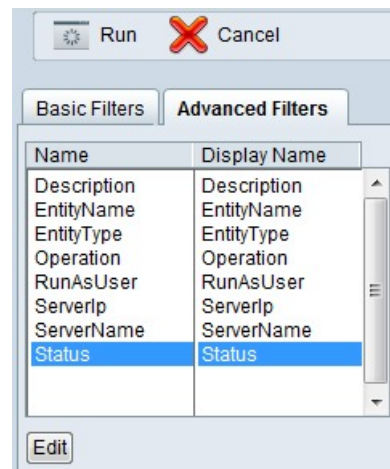 Run Cancel
Basic Filters Advanced Filters
Name Display Name
Description Description
EntityName EntityName
EntityType EntityType
Operation Operation
RunAsUser RunAsUser
ServerIp ServerIp
ServerName ServerName
Status Status
Edit